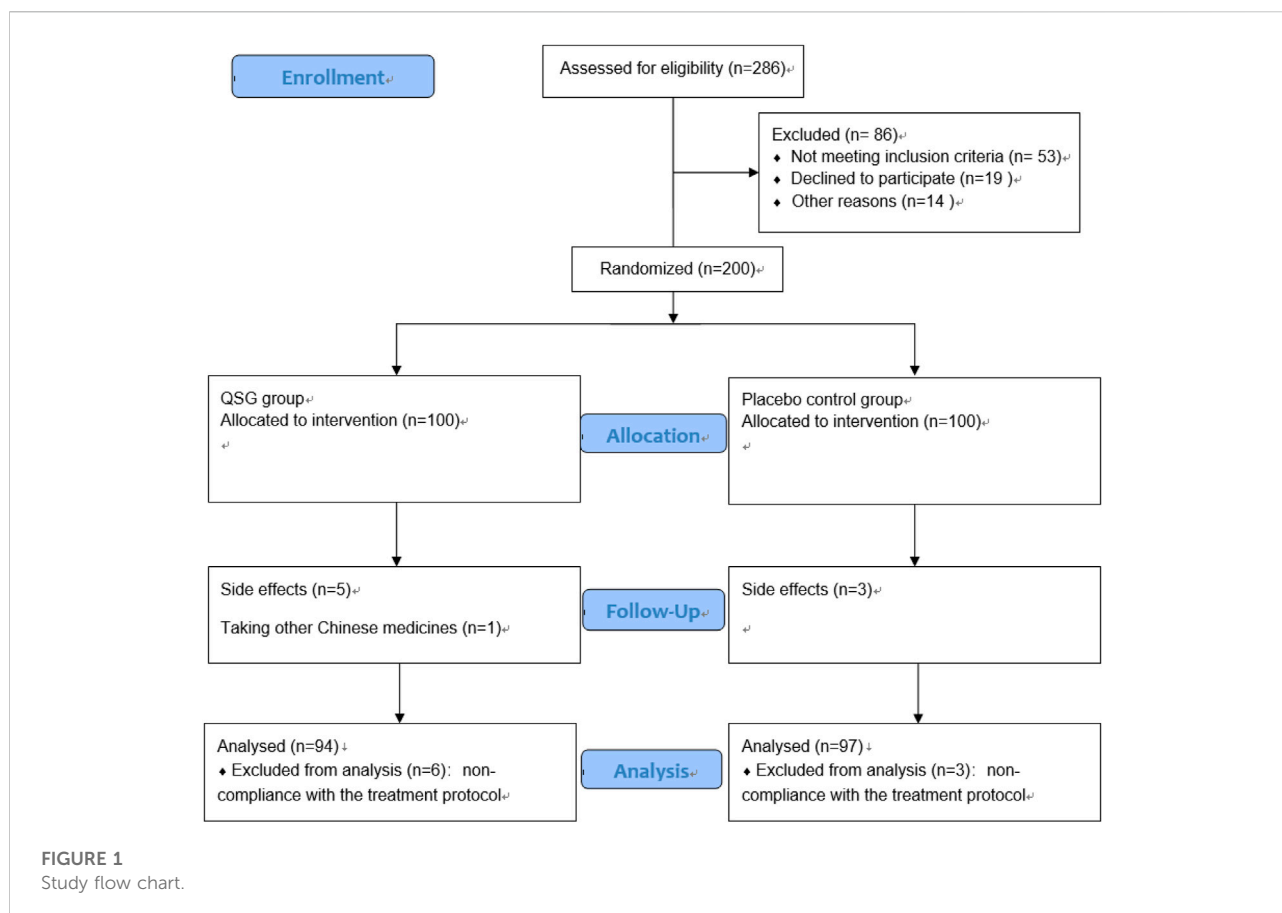 Enrollment↵
Assessed for eligibility (n=286)↵
Excluded (n= 86)↵
♦ Not meeting inclusion criteria (n= 53)↵
♦ Declined to participate (n=19 )↵
♦ Other reasons (n=14 )↵
Randomized (n=200)↵
QSG group↵
Allocated to intervention (n=100)↵
↵
Allocation↵
Placebo control group↵
Allocated to intervention (n=100)↵
↵
Side effects (n=5)↵
Taking other Chinese medicines (n=1)↵
Follow-Up↵
Side effects (n=3)↵
↵
Analysed (n=94)↓
♦ Excluded from analysis (n=6):  non-
compliance with the treatment protocol↵
Analysis↵
Analysed (n=97)↵
♦ Excluded from analysis (n=3):  non-
compliance with the treatment protocol↵
FIGURE 1
Study flow chart.